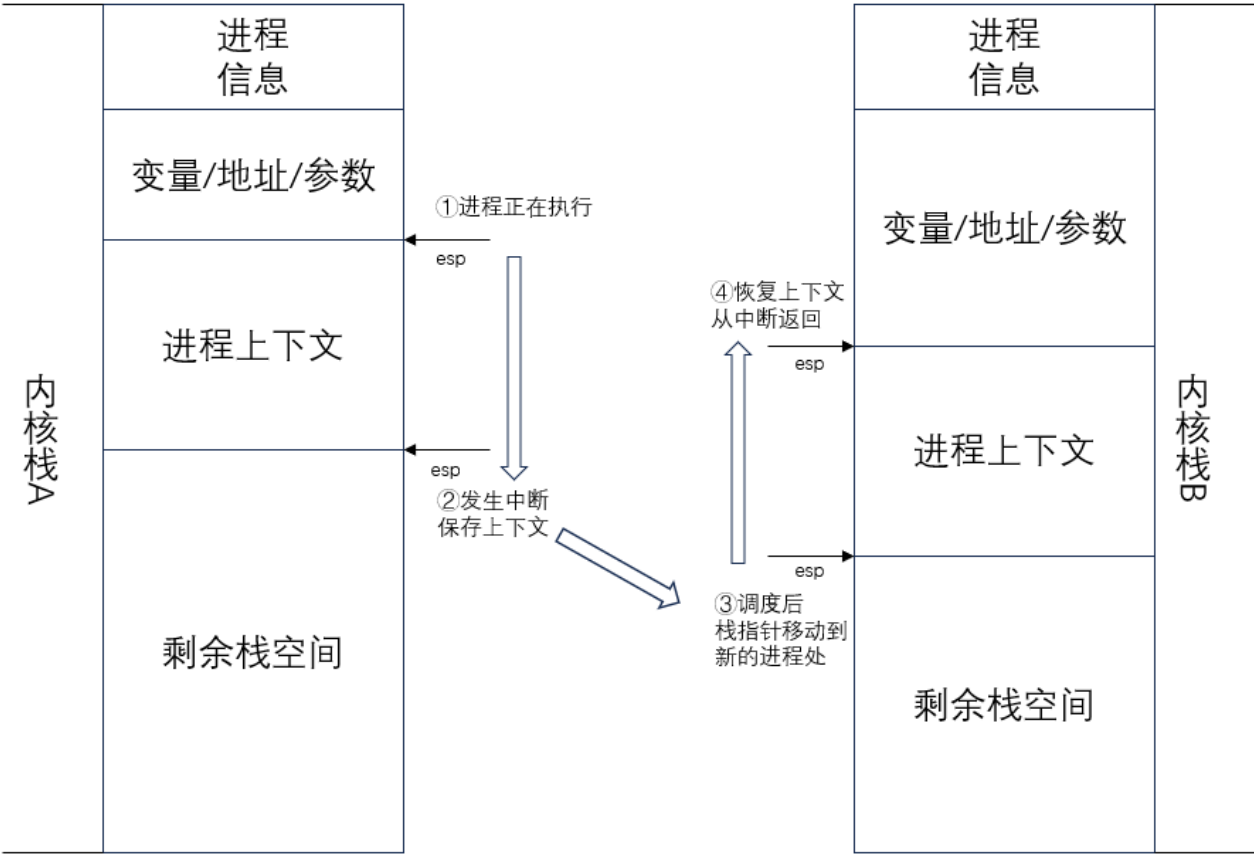 内核栈A
进程
信息
变量/地址/参数
进程上下文
剩余栈空间
①进程正在执行
esp
esp
②发生中断
保存上下文
③调度后
栈指针移动到
新的进程处
esp
④恢复上下文
从中断返回
esp
进程
信息
变量/地址/参数
进程上下文
剩余栈空间
内核栈B